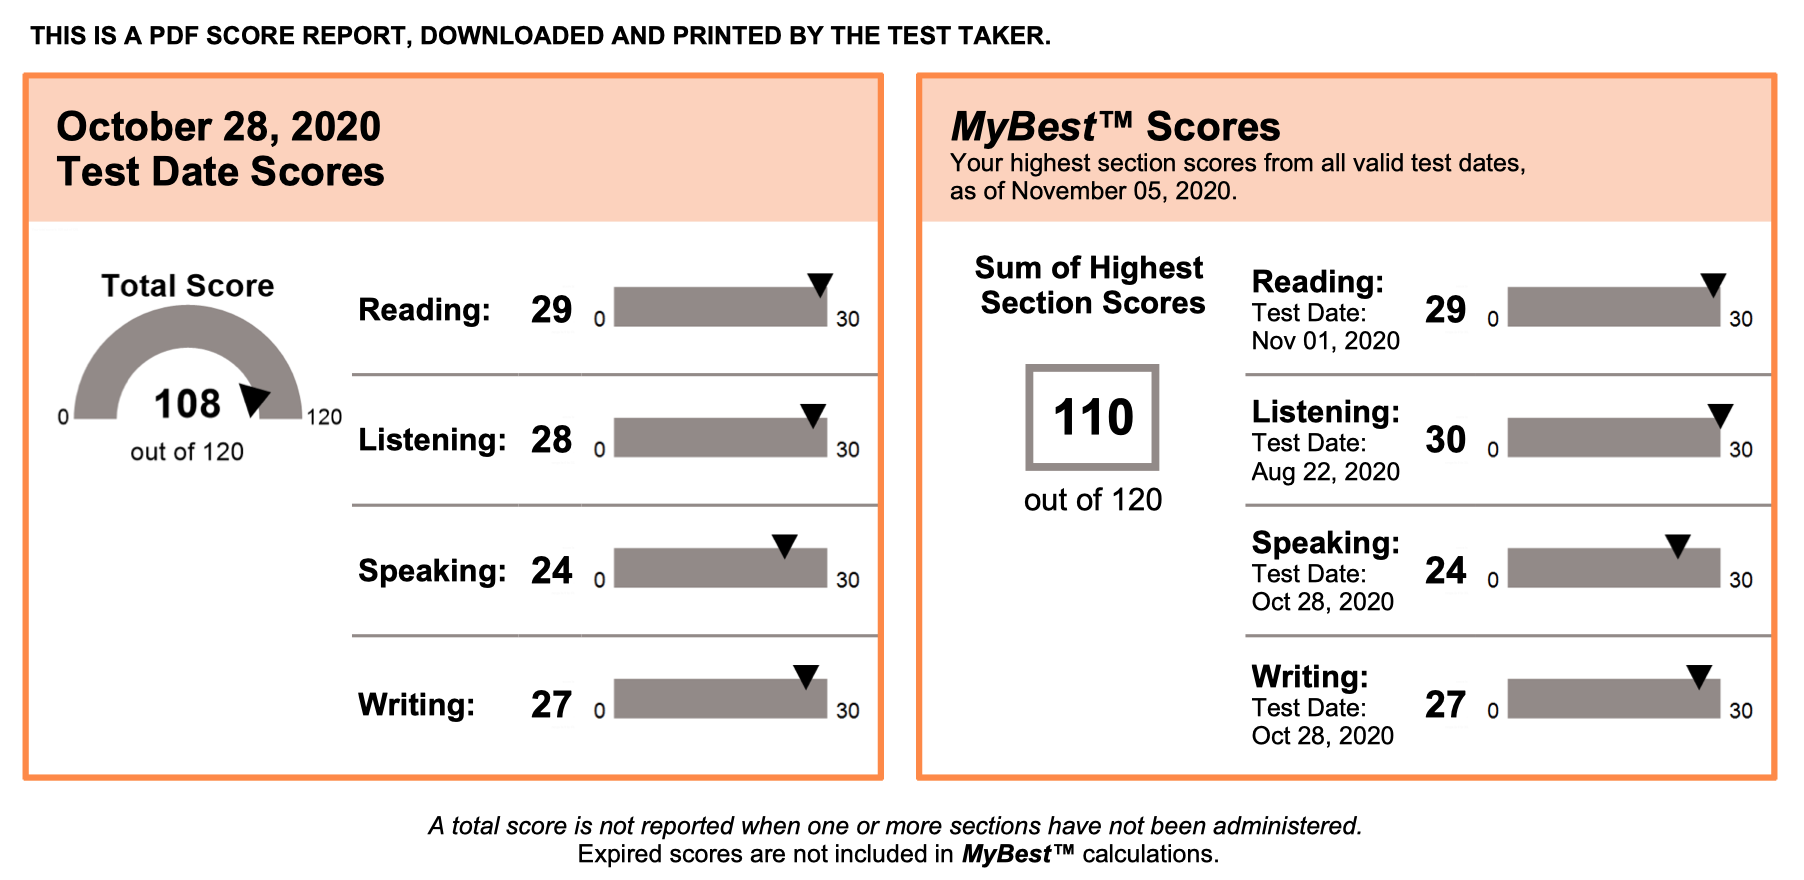 THIS IS A PDF SCORE REPORT, DOWNLOADED AND PRINTED BY THE TEST TAKER.
October 28, 2020
Test Date Scores
Total Score
0
108
120
out of 120
Reading: 29 0 30
Listening: 28 0 30
Speaking: 24 0 30
Writing: 27 0 30
MyBest™ Scores
Your highest section scores from all valid test dates,
as of November 05, 2020.
Sum of Highest
Section Scores
110
out of 120
Reading:
Test Date:
Nov 01, 2020
29 0 30
Listening:
Test Date:
Aug 22, 2020
30 0 30
Speaking:
Test Date:
Oct 28, 2020
24 0 30
Writing:
Test Date:
Oct 28, 2020
27 0 30
A total score is not reported when one or more sections have not been administered.
Expired scores are not included in MyBest™ calculations.